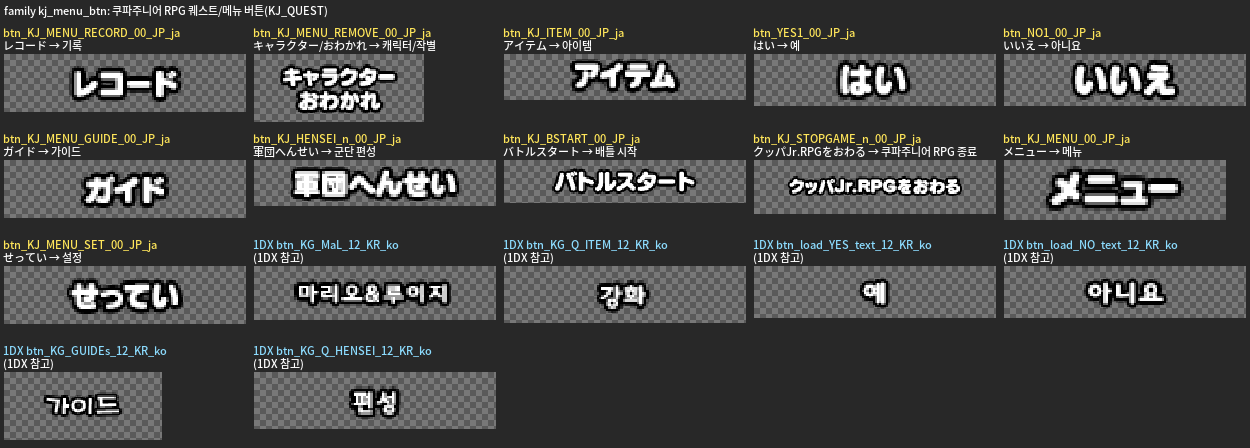 family kj_menu_btn: 쿠파주니어 RPG 퀘스트/메뉴 버튼(KJ_QUEST)
btn_KJ_MENU_RECORD_00_JP_ja
レコード → 기록
レコード
btn_KJ_MENU_REMOVE_00_JP_ja
キャラクター/おわかれ → 캐릭터/작별
キャラクター
おわかれ
btn_KJ_ITEM_00_JP_ja
アイテム → 아이템
アイテム
btn_YES1_00_JP_ja
はい → 예
はい
btn_NO1_00_JP_ja
いいえ → 아니요
いいえ
btn_KJ_MENU_GUIDE_00_JP_ja
ガイド → 가이드
ガイド
btn_KJ_HENSEI_n_00_JP_ja
軍団へんせい → 군단 편성
軍団へんせい
btn_KJ_BSTART_00_JP_ja
バトルスタート → 배틀 시작
バトルスタート
btn_KJ_STOPGAME_n_00_JP_ja
クッパJr.RPGをおわる → 쿠파주니어 RPG 종료
クッパJr.RPGをおわる
btn_KJ_MENU_00_JP_ja
メニュー → 메뉴
メニュー
btn_KJ_MENU_SET_00_JP_ja
せってい → 설정
せってい
1DX btn_KG_MaL_12_KR_ko
(1DX 참고)
마리오&루이지
1DX btn_KG_Q_ITEM_12_KR_ko
(1DX 참고)
강화
1DX btn_load_YES_text_12_KR_ko
(1DX 참고)
예
1DX btn_load_NO_text_12_KR_ko
(1DX 참고)
아니요
1DX btn_KG_GUIDEs_12_KR_ko
(1DX 참고)
가이드
1DX btn_KG_Q_HENSEI_12_KR_ko
(1DX 참고)
편성